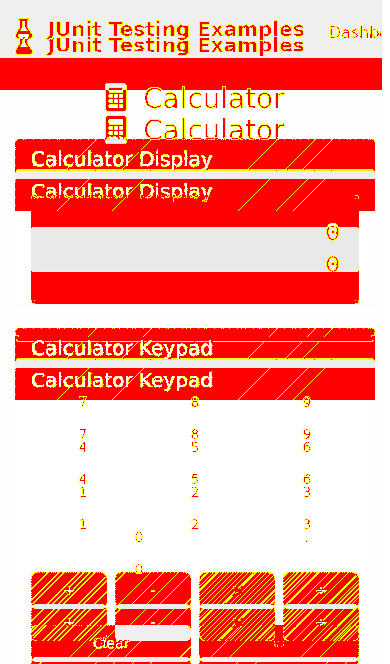 JUnit Testing Examples Dashb
JUnit Testing Examples
Calculator
Calculator
Calculator Display
Calculator Display
0
0
Calculator Keypad
Calculator Keypad
7 8 9
7 8 9
4 5 6
4 5 6
1 2 3
1 2 3
0 .
0
+ - ÷
+ - ÷
Clear